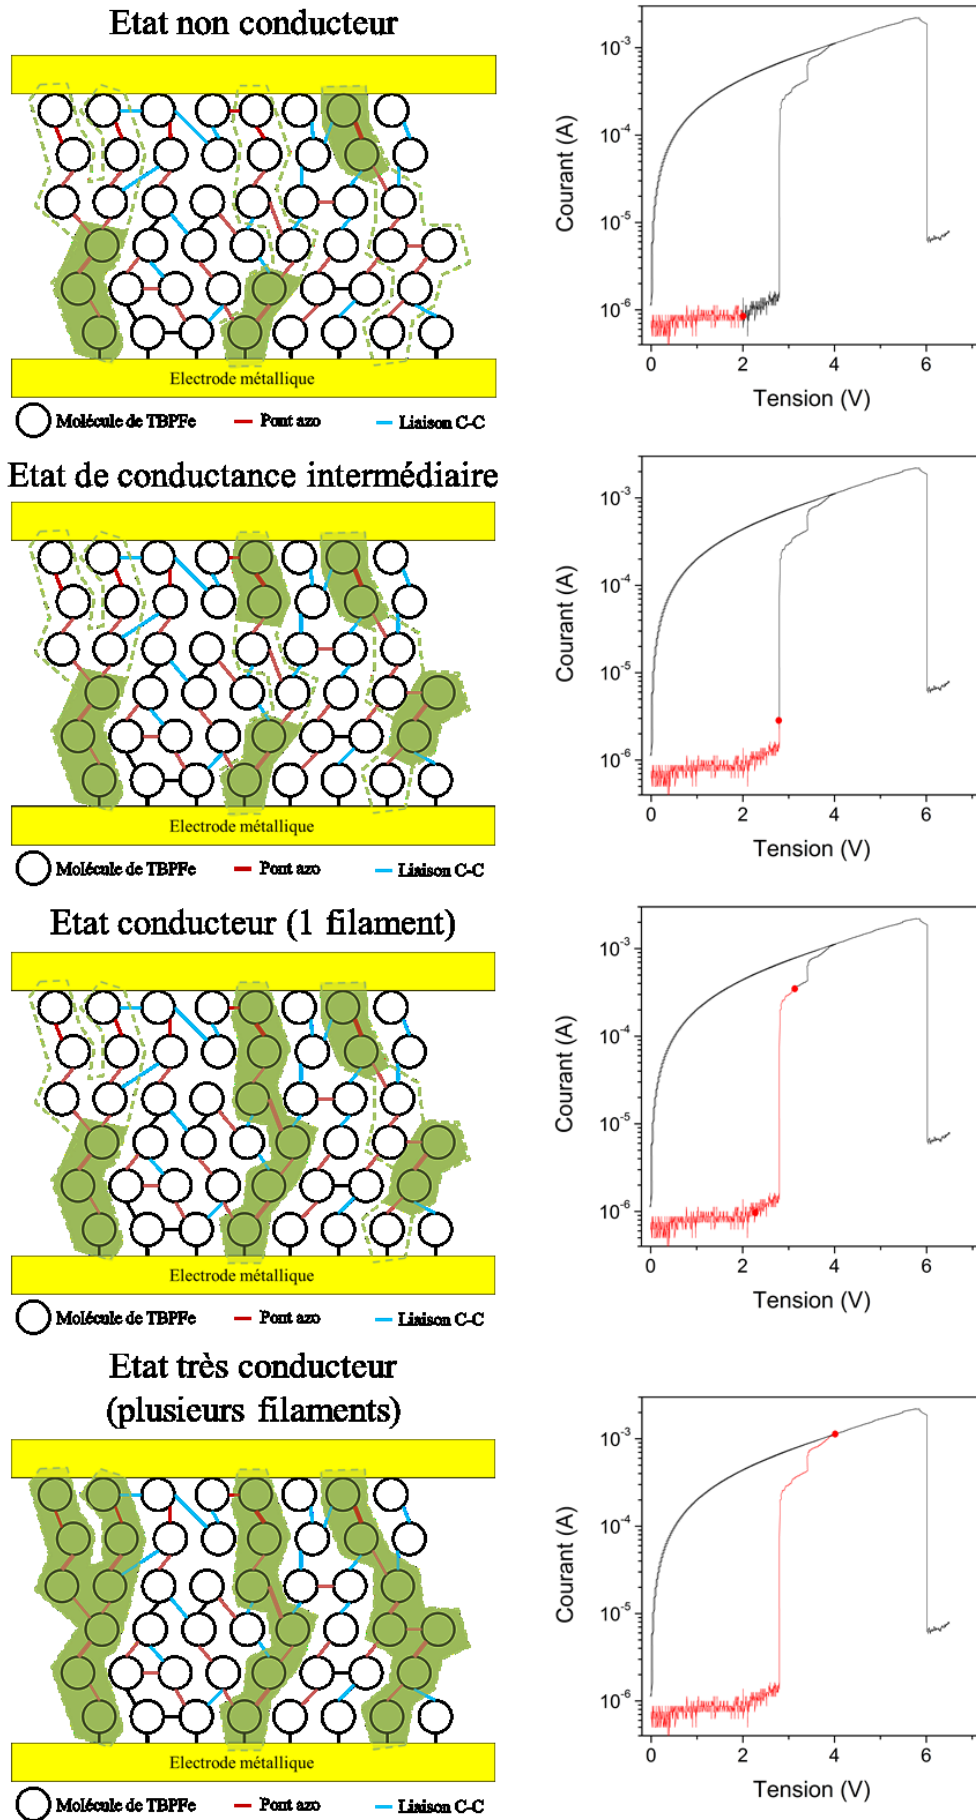 Etat non conducteur
Electrode métallique
Molécule de TBPFe Pont azo Liaison C-C
10⁻³
10⁻⁴
10⁻⁵
10⁻⁶
Courant (A)
0 2 4 6
Tension (V)
Etat de conductance intermédiaire
Electrode métallique
Molécule de TBPFe Pont azo Liaison C-C
10⁻³
10⁻⁴
10⁻⁵
10⁻⁶
Courant (A)
0 2 4 6
Tension (V)
Etat conducteur (1 filament)
Electrode métallique
Molécule de TBPFe Pont azo Liaison C-C
10⁻³
10⁻⁴
10⁻⁵
10⁻⁶
Courant (A)
0 2 4 6
Tension (V)
Etat très conducteur
(plusieurs filaments)
Electrode métallique
Molécule de TBPFe Pont azo Liaison C-C
10⁻³
10⁻⁴
10⁻⁵
10⁻⁶
Courant (A)
0 2 4 6
Tension (V)